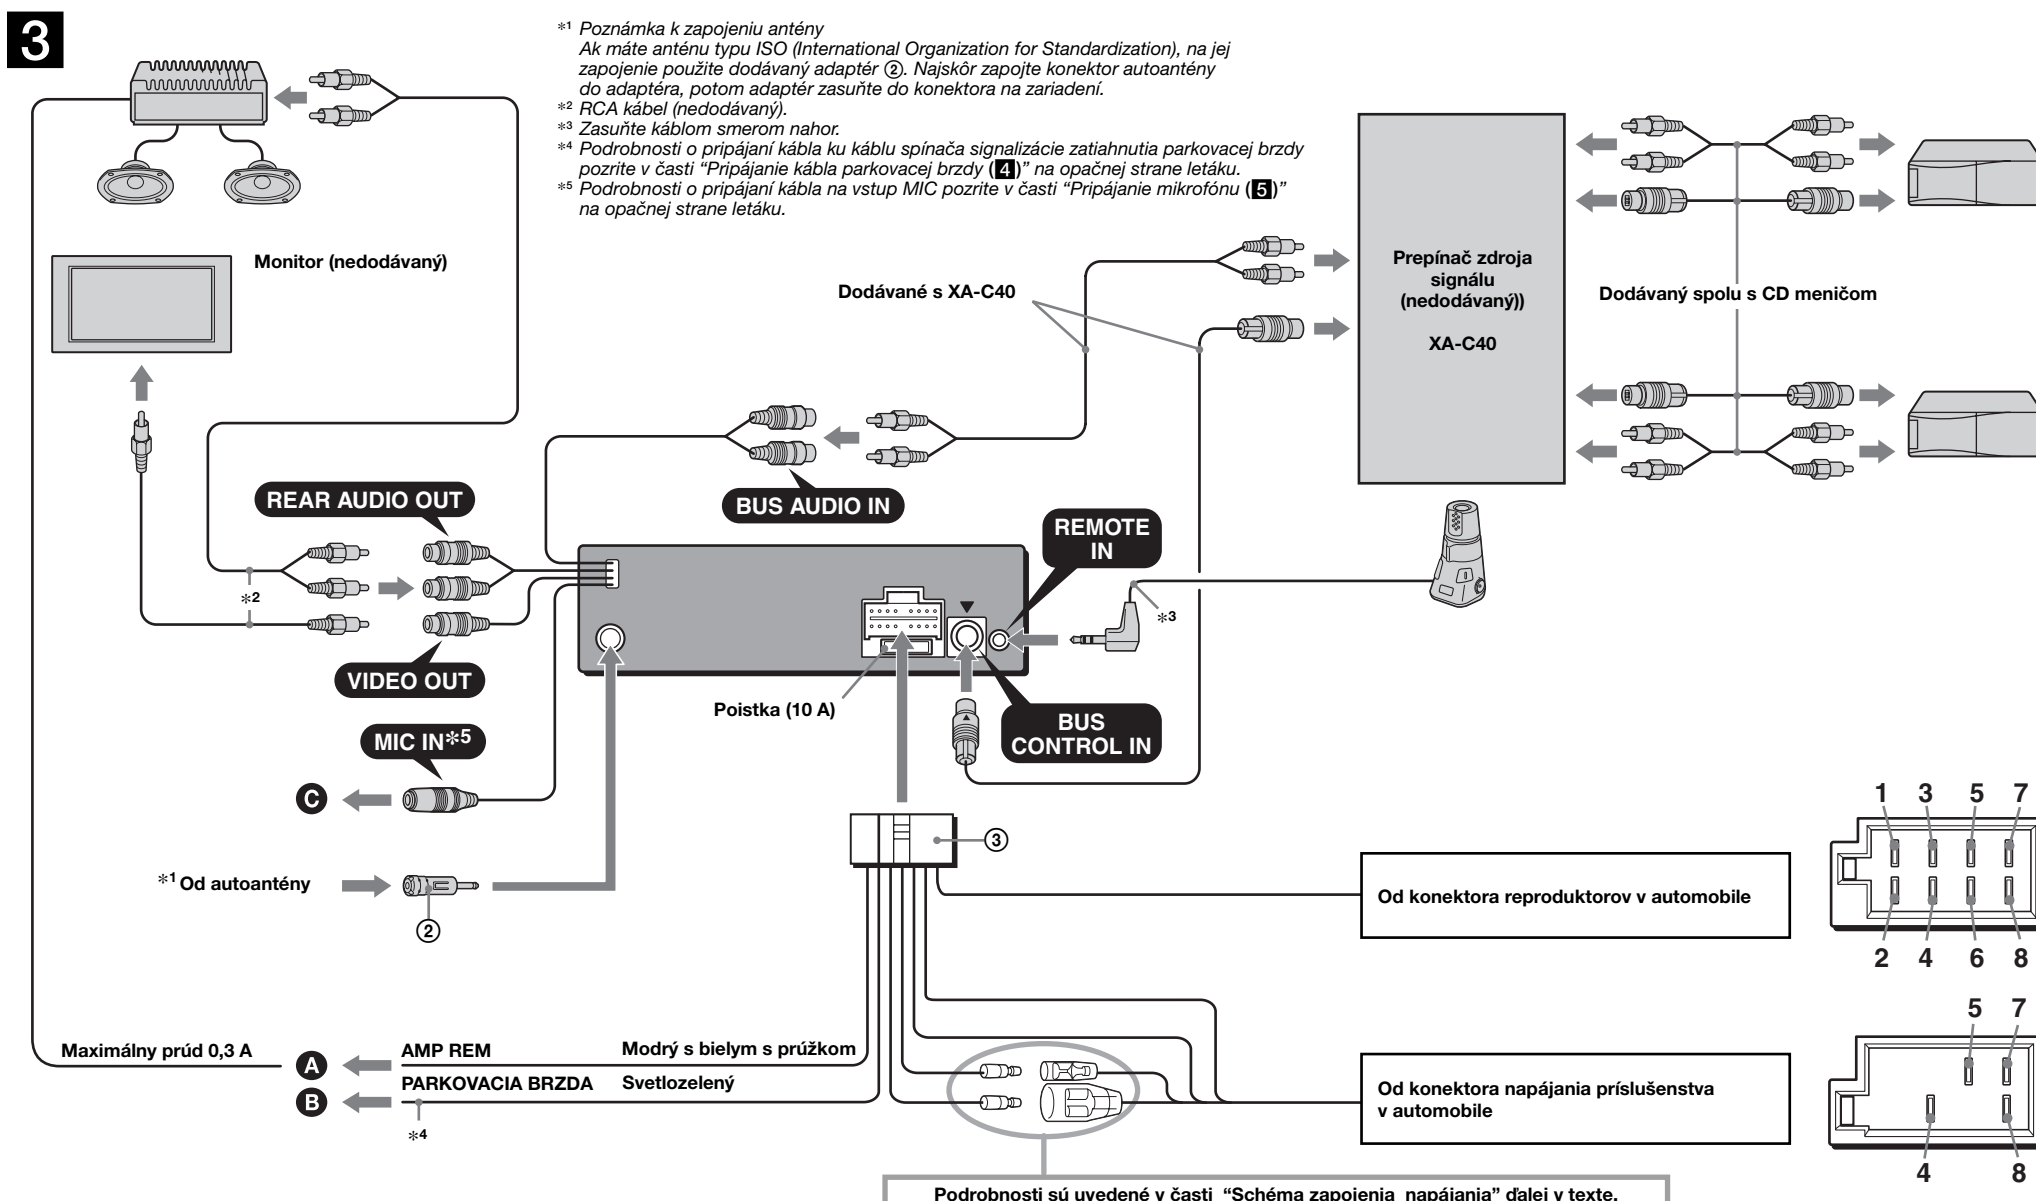 3
*1 Poznámka k zapojeniu antény
Ak máte anténu typu ISO (International Organization for Standardization), na jej
zapojenie použite dodávaný adaptér ②. Najskôr zapojte konektor autoantény
do adaptéra, potom adaptér zasuňte do konektora na zariadení.
*2 RCA kábel (nedodávaný).
*3 Zasuňte káblom smerom nahor.
*4 Podrobnosti o pripájaní kábla ku káblu spínača signalizácie zatiahnutia parkovacej brzdy
pozrite v časti “Pripájanie kábla parkovacej brzdy (4)” na opačnej strane letáku.
*5 Podrobnosti o pripájaní kábla na vstup MIC pozrite v časti “Pripájanie mikrofónu (5)”
na opačnej strane letáku.
Monitor (nedodávaný)
Dodávané s XA-C40
Prepínač zdroja
signálu
(nedodávaný))
XA-C40
Dodávaný spolu s CD meničom
REAR AUDIO OUT
BUS AUDIO IN
REMOTE
IN
*2
*3
VIDEO OUT
Poistka (10 A)
BUS
CONTROL IN
MIC IN*5
C
③
*1 Od autoantény
②
Od konektora reproduktorov v automobile
1 3 5 7
2 4 6 8
Maximálny prúd 0,3 A
A
AMP REM
Modrý s bielym s prúžkom
B
PARKOVACIA BRZDA
Svetlozelený
*4
Od konektora napájania príslušenstva
v automobile
5 7
4 8
Podrobnosti sú uvedené v časti “Schéma zapojenia napájania” ďalej v texte.